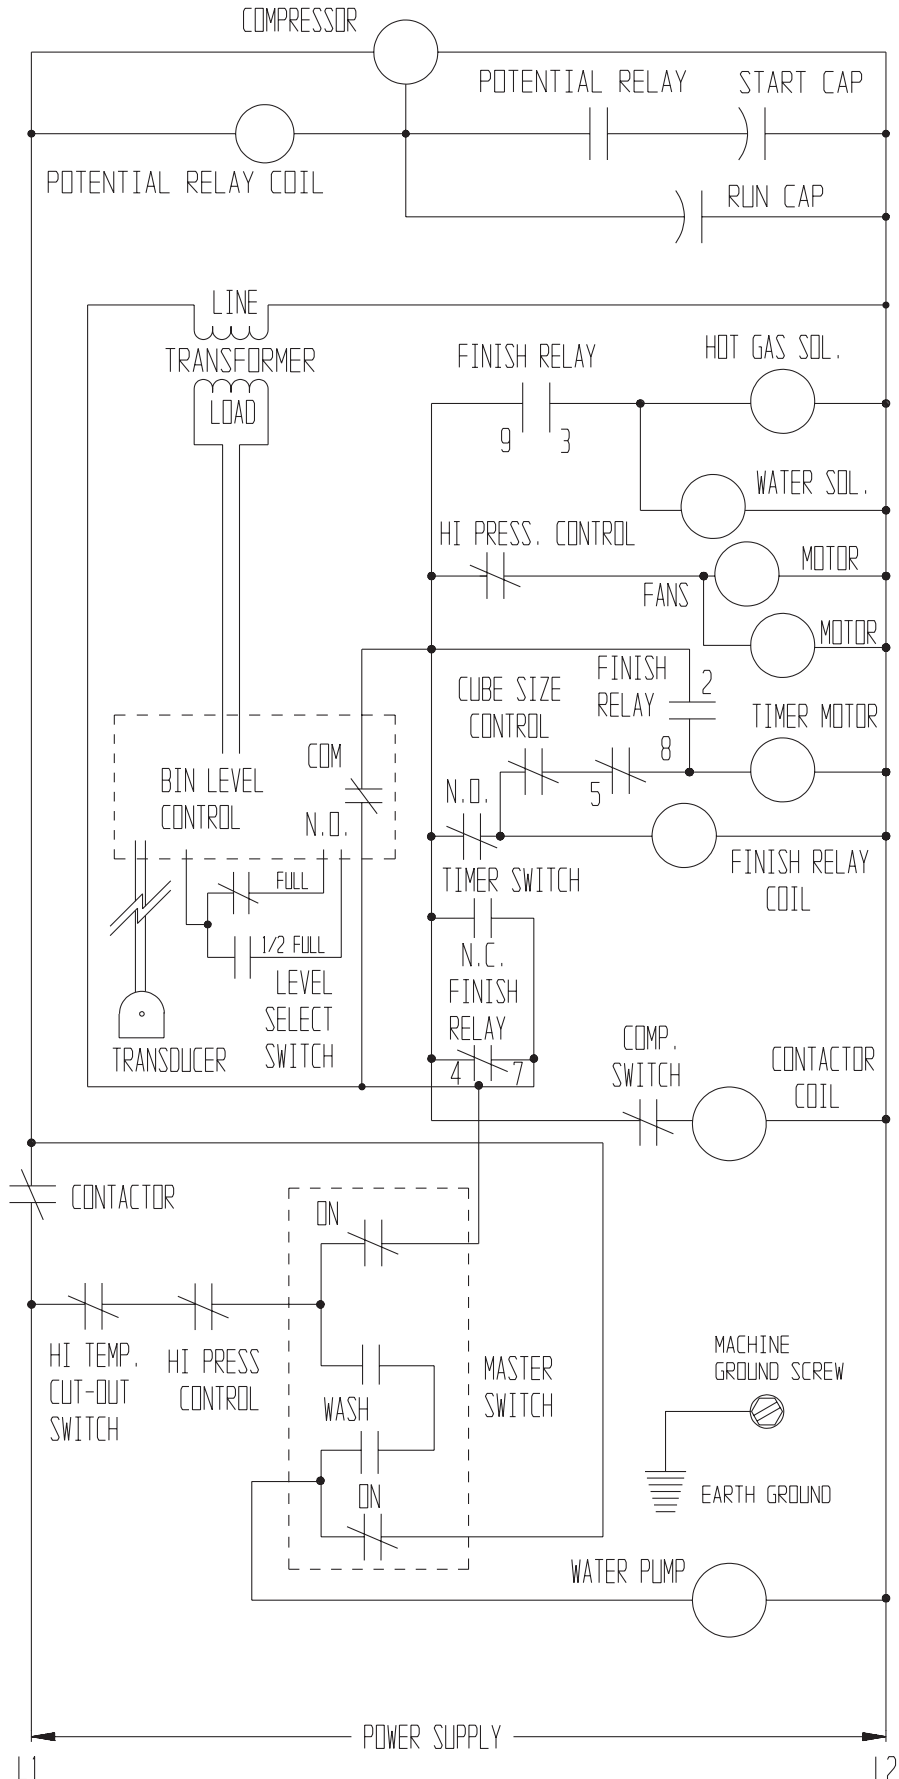 COMPRESSOR
POTENTIAL RELAY
START CAP
POTENTIAL RELAY COIL
RUN CAP
LINE
TRANSFORMER
LOAD
FINISH RELAY
HOT GAS SOL.
9
3
WATER SOL.
HI PRESS. CONTROL
MOTOR
FANS
MOTOR
FINISH
RELAY
2
CUBE SIZE
CONTROL
TIMER MOTOR
8
COM
BIN LEVEL
CONTROL
N.O.
5
N.O.
FINISH RELAY
COIL
FULL
TIMER SWITCH
1/2 FULL
N.C.
FINISH
RELAY
LEVEL
SELECT
SWITCH
TRANSDUCER
4
7
COMP.
SWITCH
CONTACTOR
COIL
CONTACTOR
ON
HI TEMP.
CUT-OUT
SWITCH
HI PRESS
CONTROL
MASTER
SWITCH
WASH
ON
MACHINE
GROUND SCREW
EARTH GROUND
WATER PUMP
POWER SUPPLY
L1
L2